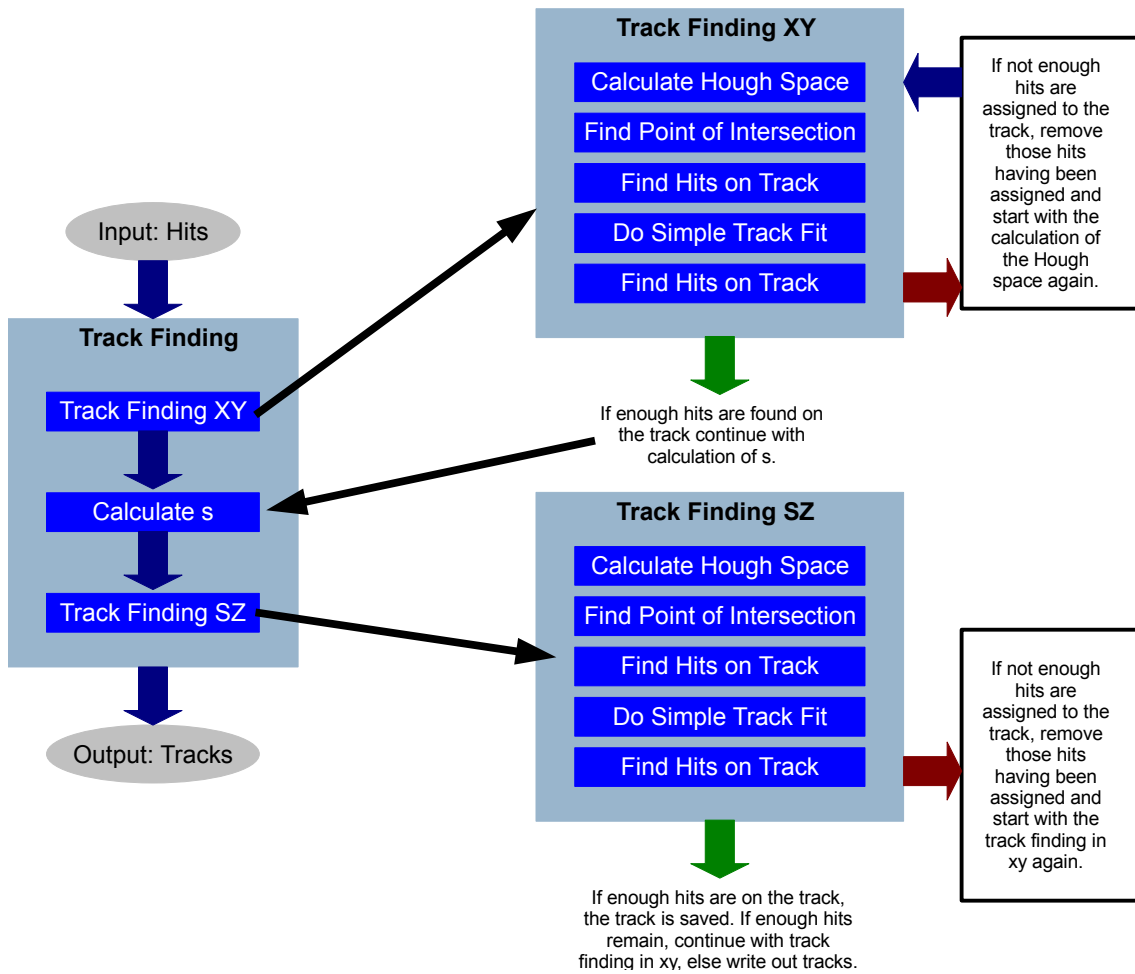 Input: Hits
Track Finding
Track Finding XY
Calculate s
Track Finding SZ
Output: Tracks
Track Finding XY
Calculate Hough Space
Find Point of Intersection
Find Hits on Track
Do Simple Track Fit
Find Hits on Track
If not enough
hits are
assigned to the
track, remove
those hits
having been
assigned and
start with the
calculation of
the Hough
space again.
If enough hits are found on
the track continue with
calculation of s.
Track Finding SZ
Calculate Hough Space
Find Point of Intersection
Find Hits on Track
Do Simple Track Fit
Find Hits on Track
If not enough
hits are
assigned to the
track, remove
those hits
having been
assigned and
start with the
track finding in
xy again.
If enough hits are on the track,
the track is saved. If enough hits
remain, continue with track
finding in xy, else write out tracks.